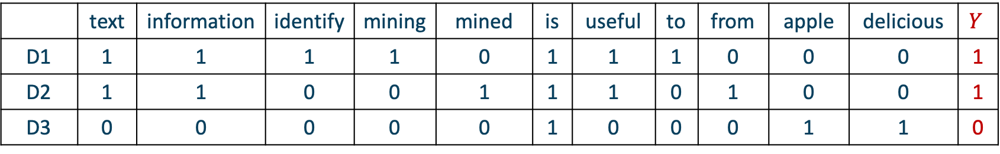 text information identify mining mined is useful to from apple delicious Y
D1 1 1 1 1 0 1 1 1 0 0 0 1
D2 1 1 0 0 1 1 1 0 1 0 0 1
D3 0 0 0 0 0 1 0 0 0 1 1 0